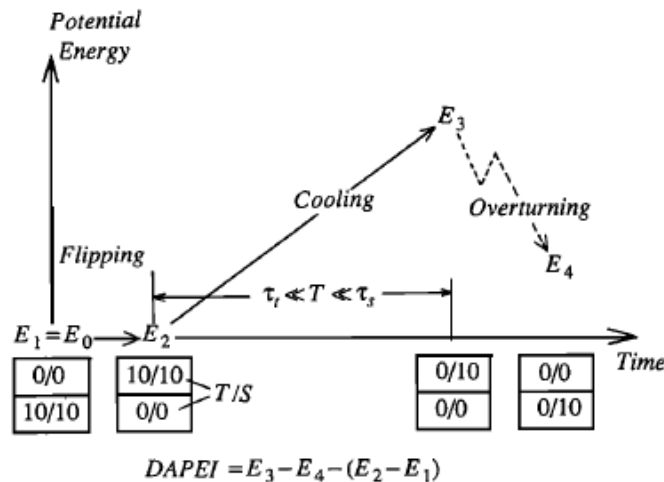 Potential
Energy
E₃
Cooling
Overturning
E₄
Flipping
τₜ ≪ T ≪ τₛ
E₁ = E₀
E₂
Time
0/0
10/10
10/10
0/0
T/S
0/10
0/0
0/0
0/10
DAPEI = E₃ − E₄ − (E₂ − E₁)